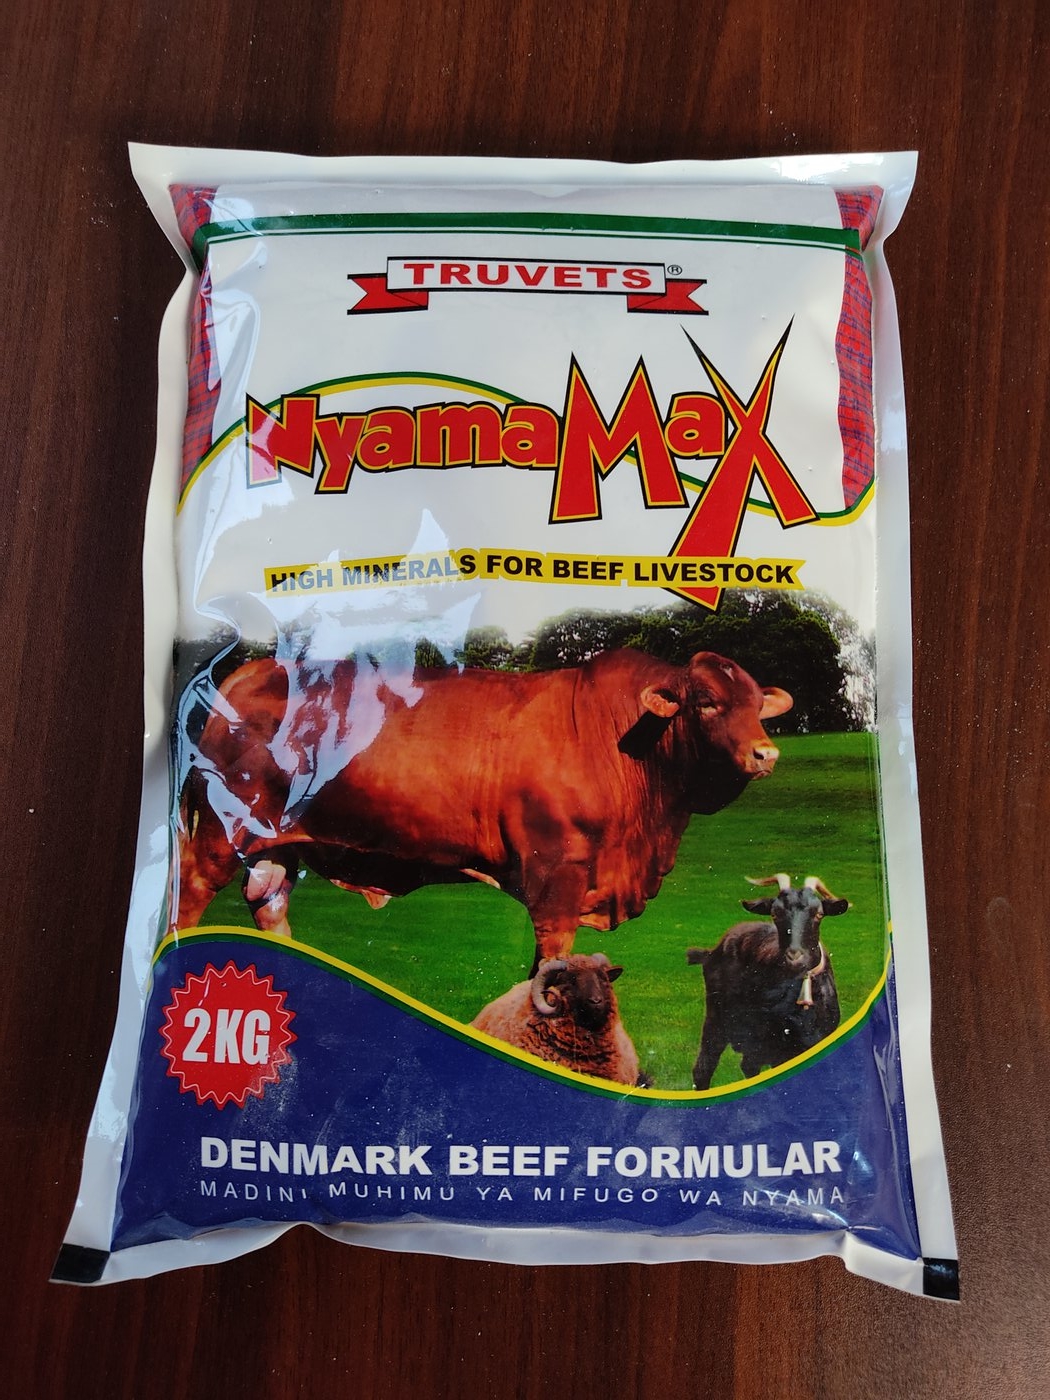 TRUVETS®
NyamaMaX
HIGH MINERALS FOR BEEF LIVESTOCK
2KG
DENMARK BEEF FORMULAR
MADINI MUHIMU YA MIFUGO WA NYAMA